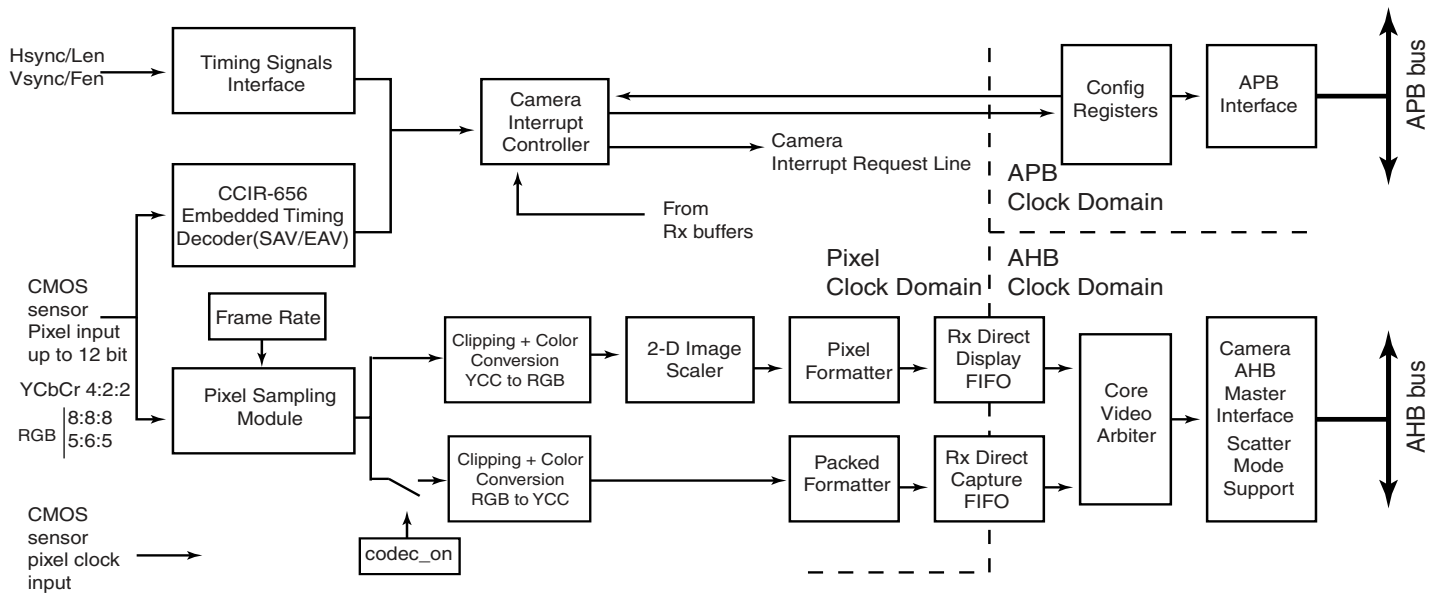 Hsync/Len
Vsync/Fen
Timing Signals
Interface
Camera
Interrupt
Controller
Config
Registers
APB
Interface
APB bus
Camera
Interrupt Request Line
APB
Clock Domain
CCIR-656
Embedded Timing
Decoder(SAV/EAV)
From
Rx buffers
Pixel
Clock Domain
AHB
Clock Domain
CMOS
sensor
Pixel input
up to 12 bit
YCbCr 4:2:2
RGB
8:8:8
5:6:5
Frame Rate
Pixel Sampling
Module
Clipping + Color
Conversion
YCC to RGB
2-D Image
Scaler
Pixel
Formatter
Rx Direct
Display
FIFO
Core
Video
Arbiter
Camera
AHB
Master
Interface
Scatter
Mode
Support
AHB bus
Clipping + Color
Conversion
RGB to YCC
Packed
Formatter
Rx Direct
Capture
FIFO
codec_on
CMOS
sensor
pixel clock
input